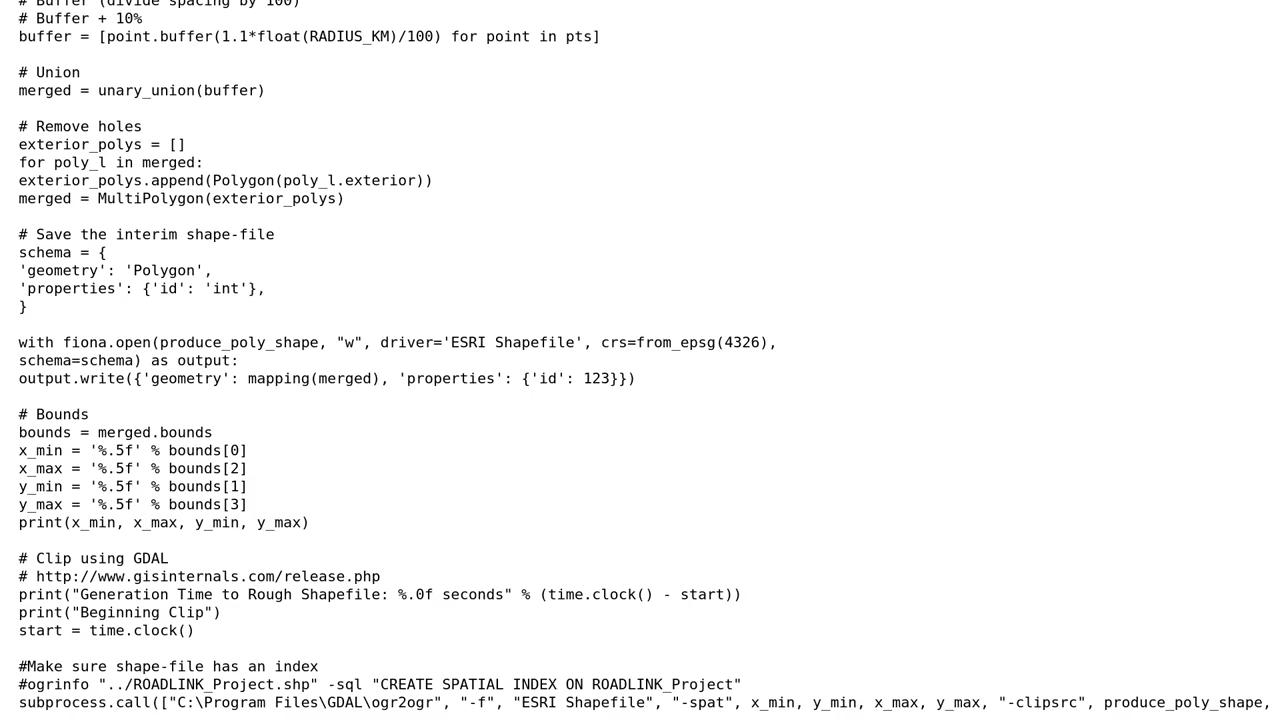 # Buffer (divide spacing by 100)
# Buffer + 10%
buffer = [point.buffer(1.1*float(RADIUS_KM)/100) for point in pts]
# Union
merged = unary_union(buffer)
# Remove holes
exterior_polys = []
for poly_l in merged:
exterior_polys.append(Polygon(poly_l.exterior))
merged = MultiPolygon(exterior_polys)
# Save the interim shape-file
schema = {
'geometry': 'Polygon',
'properties': {'id': 'int'},
}
with fiona.open(produce_poly_shape, "w", driver='ESRI Shapefile', crs=from_epsg(4326),
schema=schema) as output:
output.write({'geometry': mapping(merged), 'properties': {'id': 123}})
# Bounds
bounds = merged.bounds
x_min = '%.5f' % bounds[0]
x_max = '%.5f' % bounds[2]
y_min = '%.5f' % bounds[1]
y_max = '%.5f' % bounds[3]
print(x_min, x_max, y_min, y_max)
# Clip using GDAL
# http://www.gisinternals.com/release.php
print("Generation Time to Rough Shapefile: %.0f seconds" % (time.clock() - start))
print("Beginning Clip")
start = time.clock()
#Make sure shape-file has an index
#ogrinfo "../ROADLINK_Project.shp" -sql "CREATE SPATIAL INDEX ON ROADLINK_Project"
subprocess.call(["C:\Program Files\GDAL\ogr2ogr", "-f", "ESRI Shapefile", "-spat", x_min, y_min, x_max, y_max, "-clipsrc", produce_poly_shape,